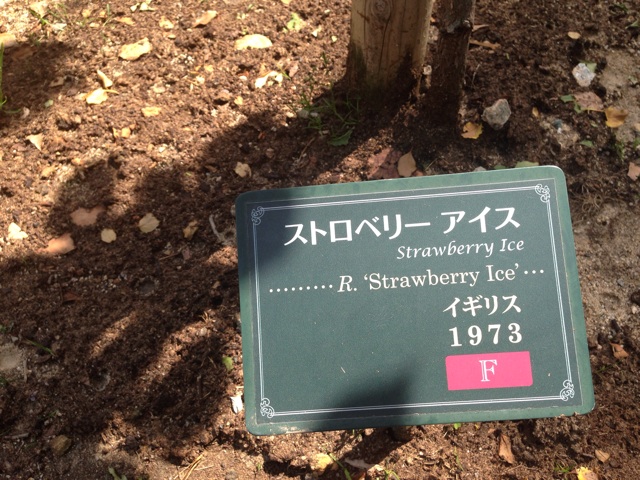 ストロベリー アイス
Strawberry Ice
......... R. ‘Strawberry Ice’ ...
イギリス
1973
F